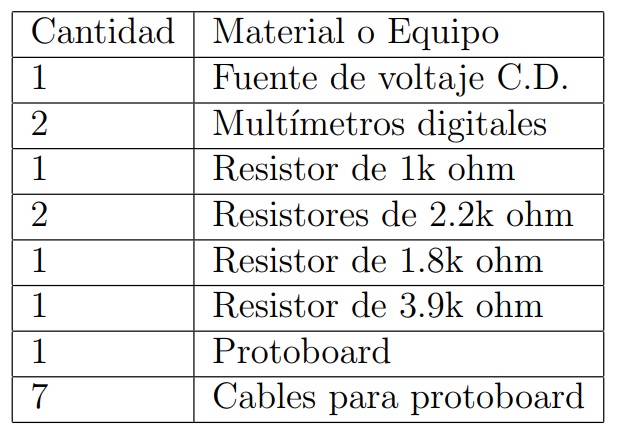 Cantidad Material o Equipo
1 Fuente de voltaje C.D.
2 Multímetros digitales
1 Resistor de 1k ohm
2 Resistores de 2.2k ohm
1 Resistor de 1.8k ohm
1 Resistor de 3.9k ohm
1 Protoboard
7 Cables para protoboard